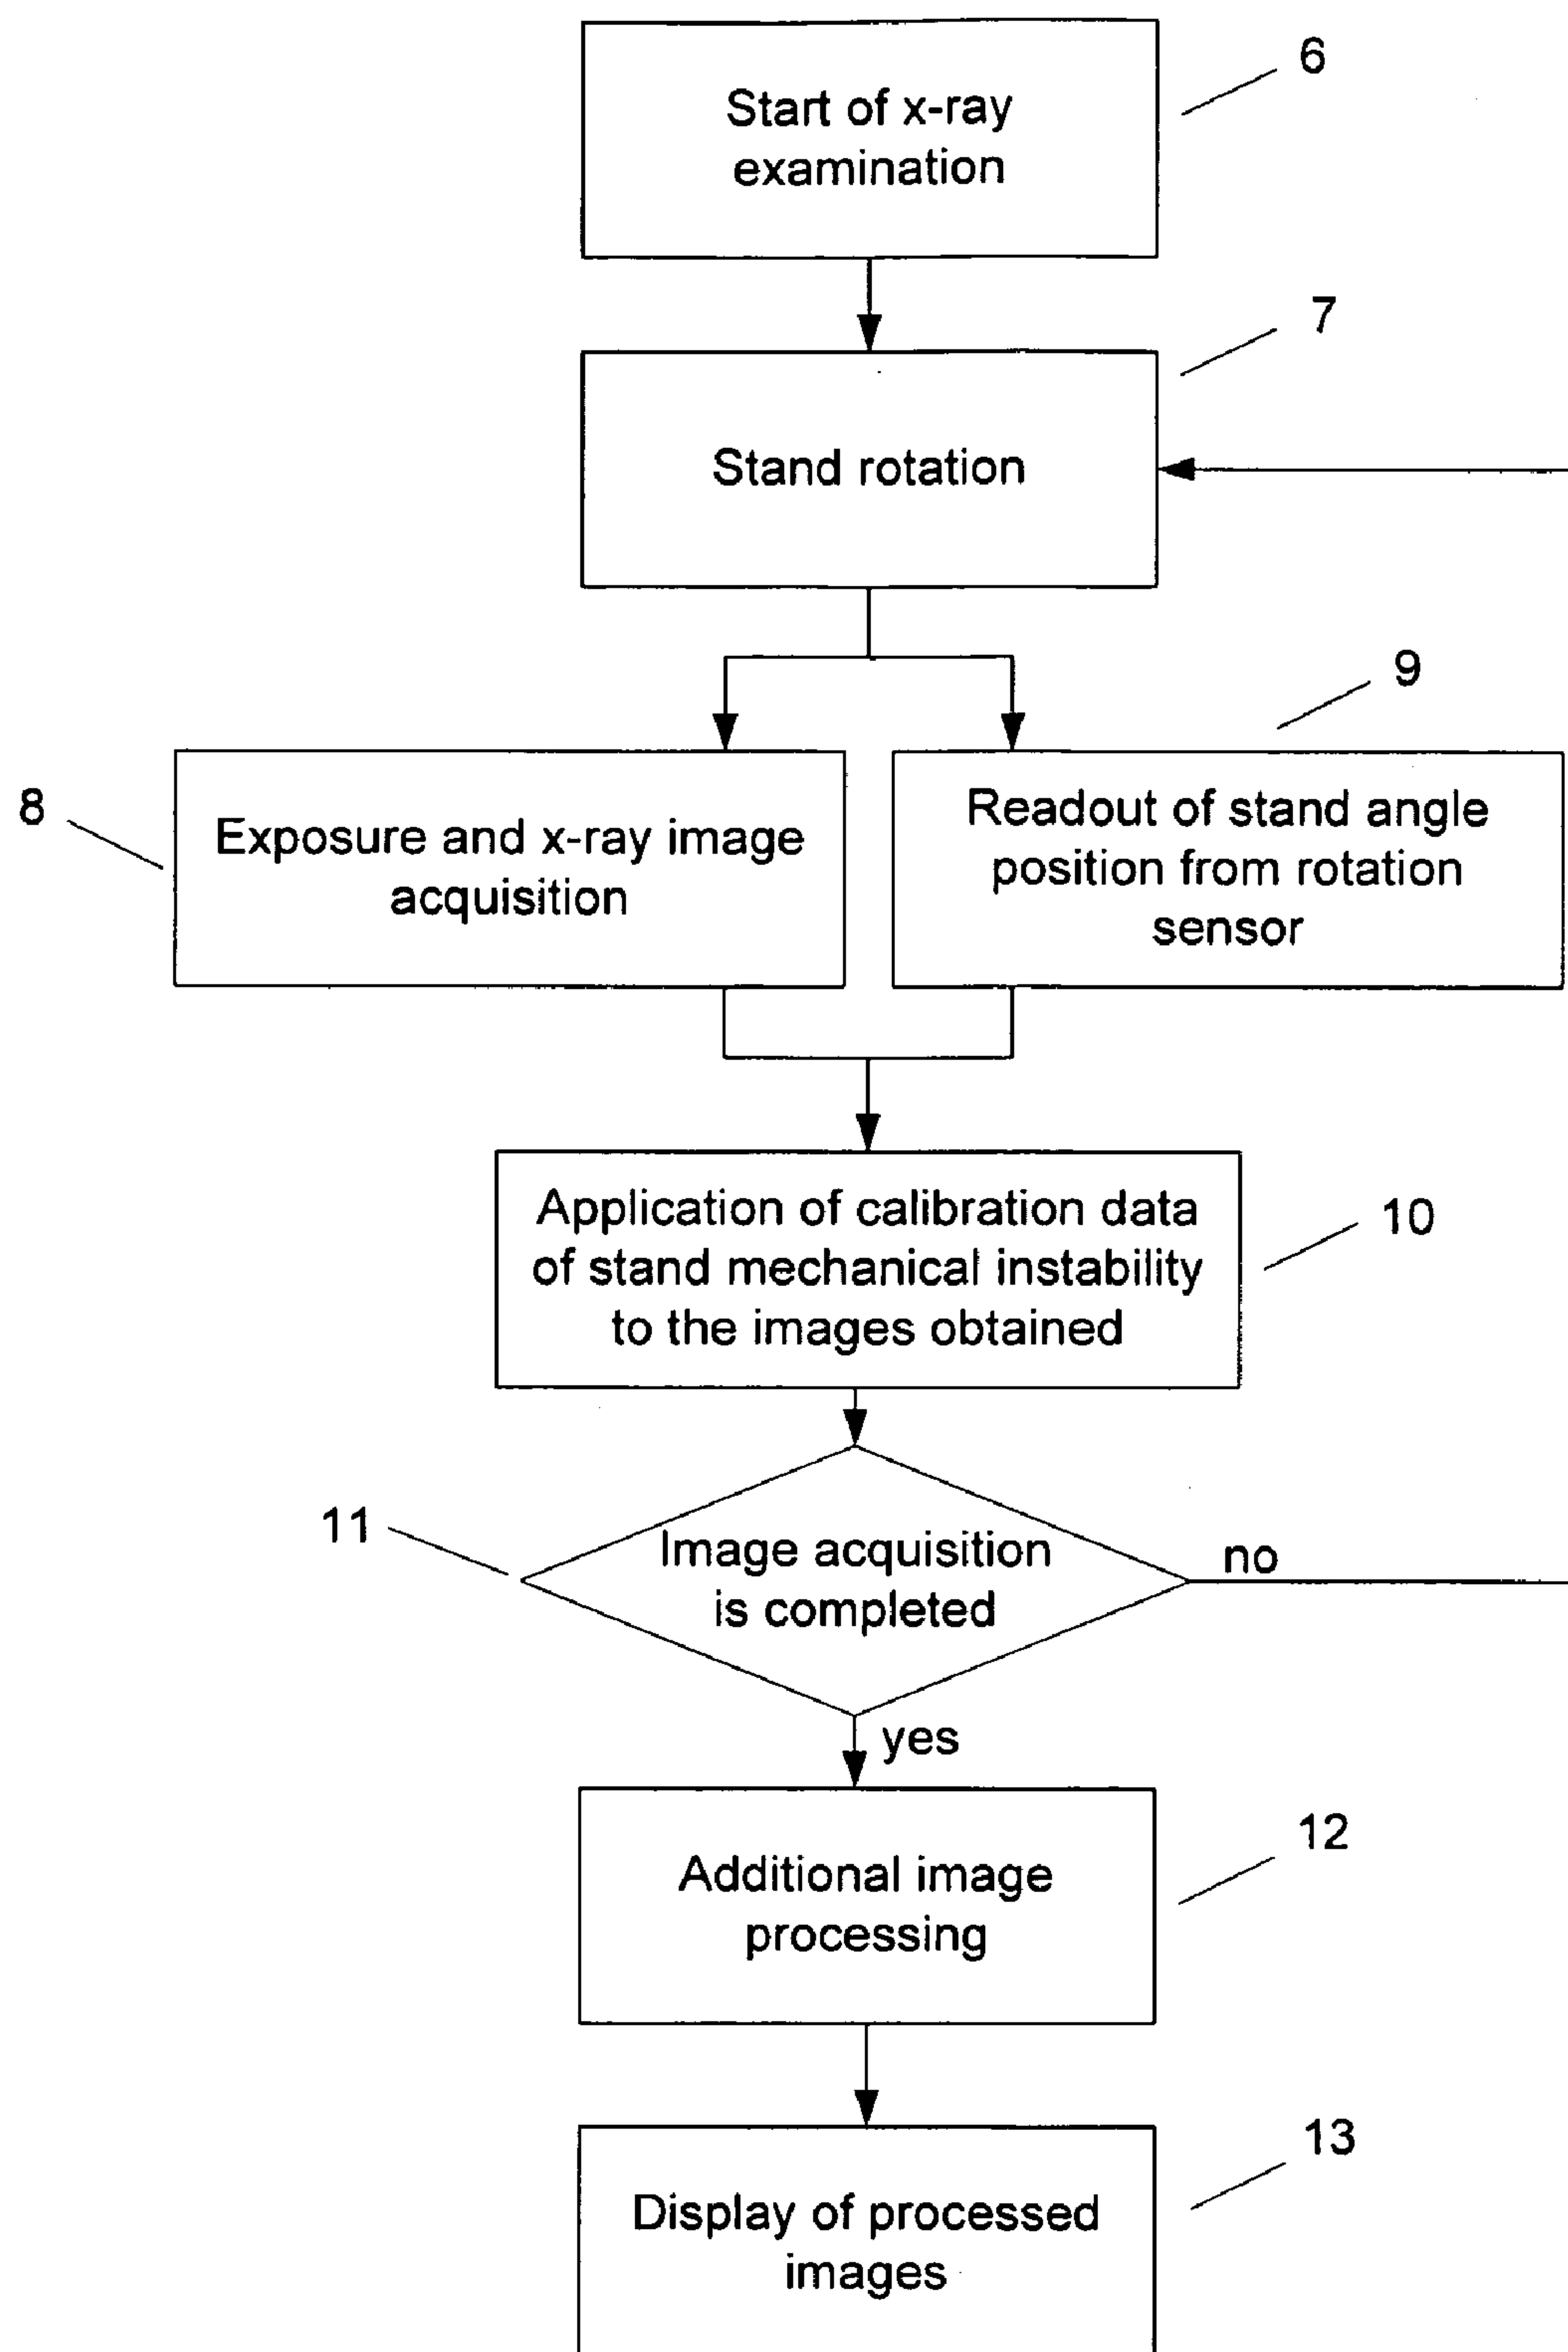 6
Start of x-ray
examination
7
Stand rotation
9
8
Exposure and x-ray image
acquisition
Readout of stand angle
position from rotation
sensor
Application of calibration data
of stand mechanical instability
to the images obtained
10
11
Image acquisition
is completed
no
yes
12
Additional image
processing
13
Display of processed
images